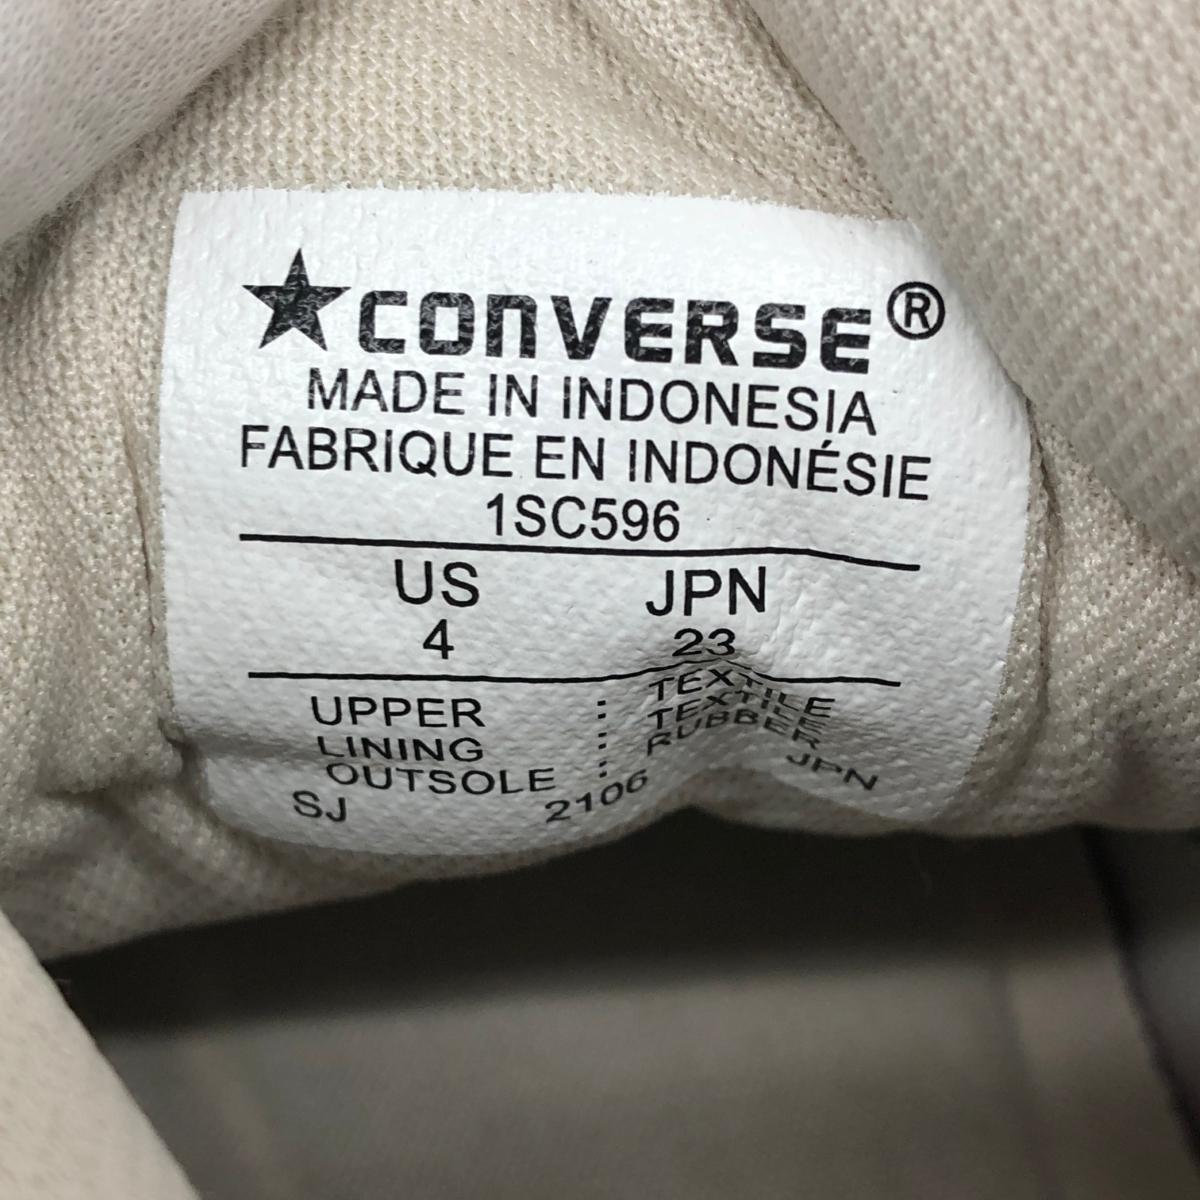 ★CONVERSE®
MADE IN INDONESIA
FABRIQUE EN INDONÉSIE
1SC596
US JPN
4 23
UPPER : TEXTILE
LINING : TEXTILE
OUTSOLE : RUBBER
SJ 2106 JPN